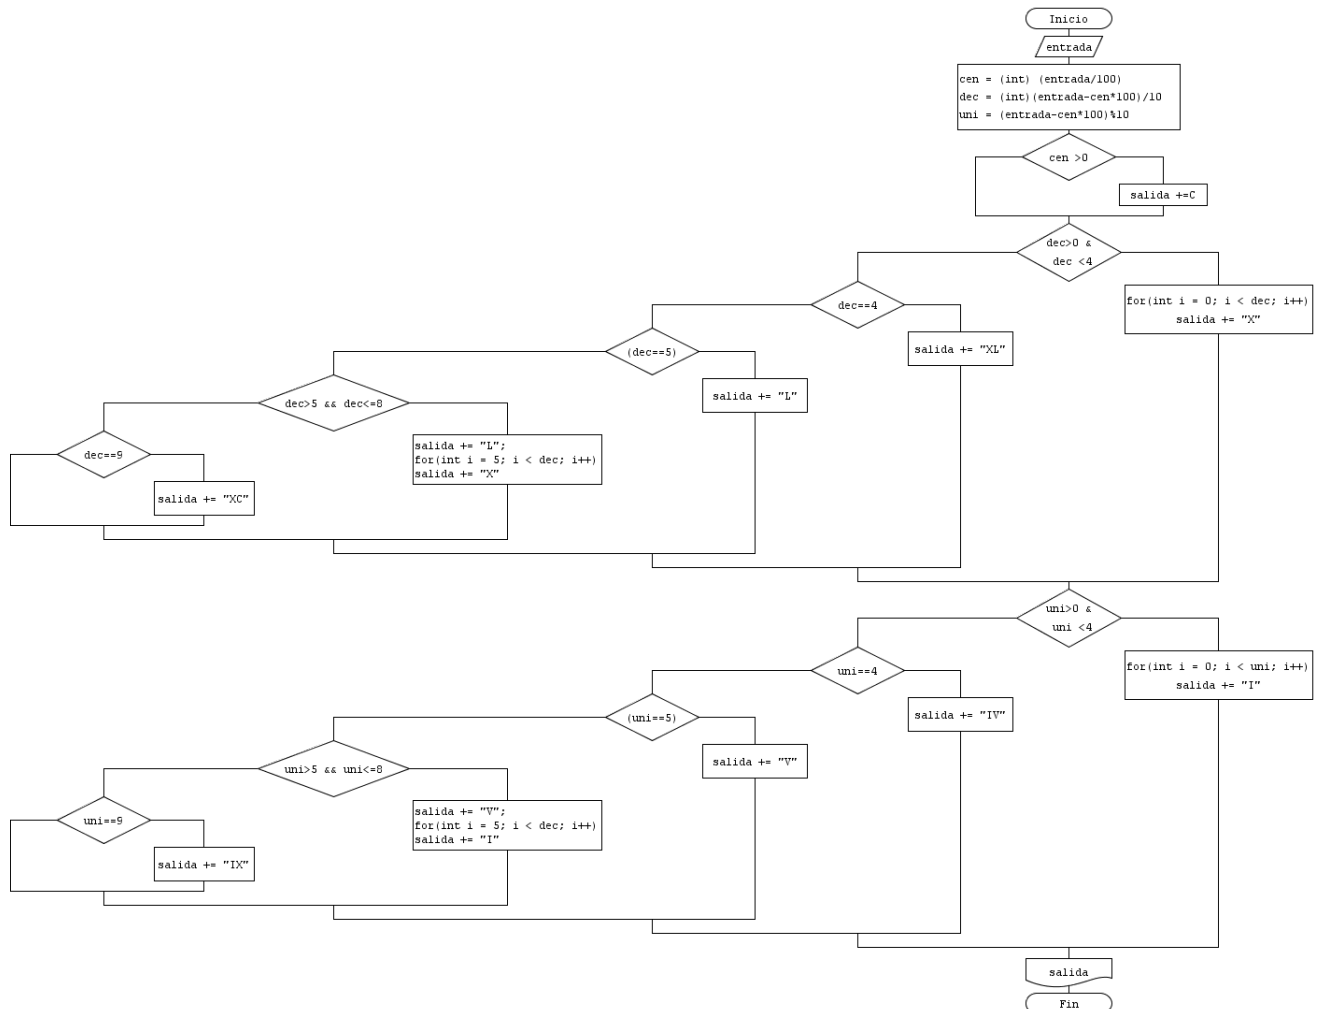 Inicio
entrada
cen = (int) (entrada/100)
dec = (int)(entrada-cen*100)/10
uni = (entrada-cen*100)%10
cen >0
salida +=C
dec>0 &
dec <4
for(int i = 0; i < dec; i++)
salida += "X"
dec==4
salida += "XL"
(dec==5)
salida += "L"
dec>5 && dec<=8
salida += "L";
for(int i = 5; i < dec; i++)
salida += "X"
dec==9
salida += "XC"
uni>0 &
uni <4
for(int i = 0; i < uni; i++)
salida += "I"
uni==4
salida += "IV"
(uni==5)
salida += "V"
uni>5 && uni<=8
salida += "V";
for(int i = 5; i < dec; i++)
salida += "I"
uni==9
salida += "IX"
salida
Fin